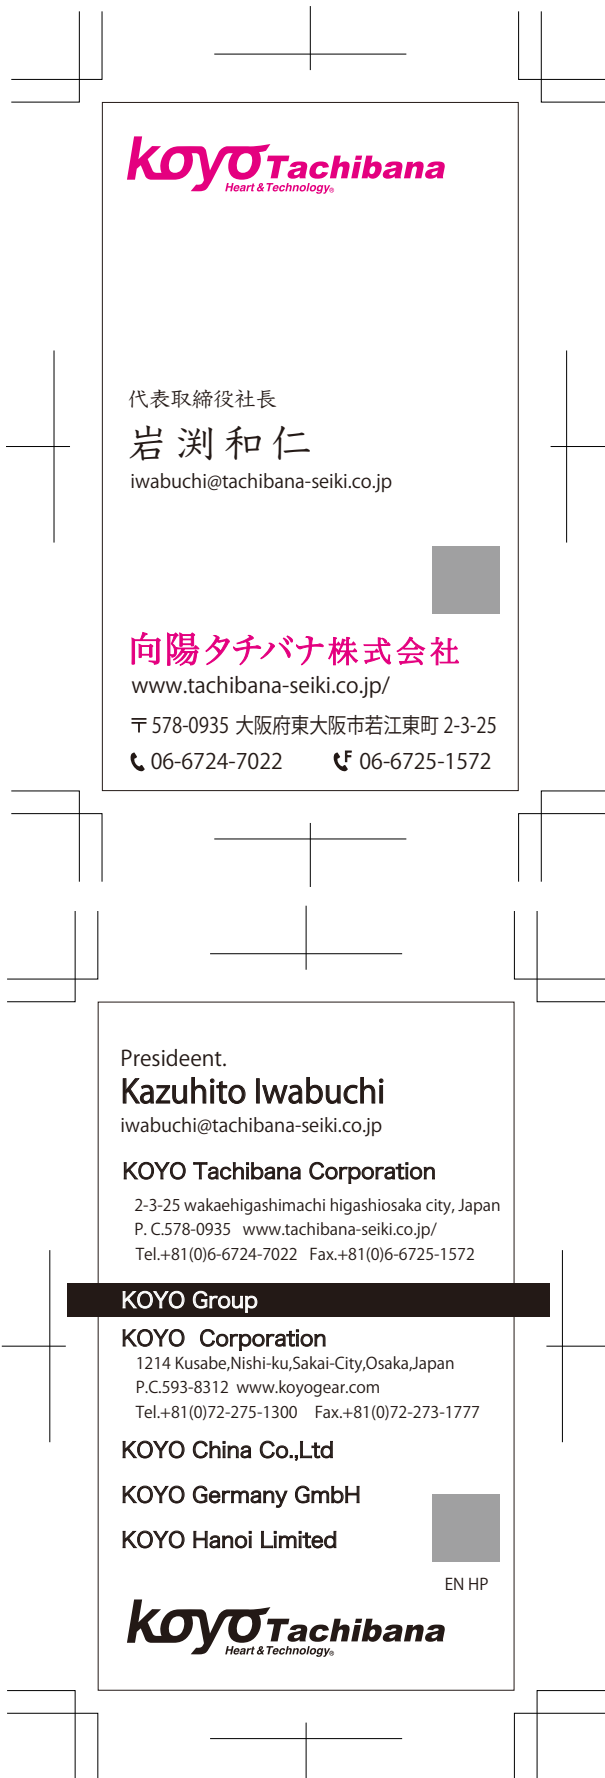 koyo Tachibana
Heart & Technology®
代表取締役社長
岩渕和仁
iwabuchi@tachibana-seiki.co.jp
向陽タチバナ株式会社
www.tachibana-seiki.co.jp/
〒578-0935 大阪府東大阪市若江東町 2-3-25
06-6724-7022 F 06-6725-1572
Presideent.
Kazuhito Iwabuchi
iwabuchi@tachibana-seiki.co.jp
KOYO Tachibana Corporation
2-3-25 wakaehigashimachi higashiosaka city, Japan
P. C.578-0935 www.tachibana-seiki.co.jp/
Tel.+81(0)6-6724-7022 Fax.+81(0)6-6725-1572
KOYO Group
KOYO Corporation
1214 Kusabe,Nishi-ku,Sakai-City,Osaka,Japan
P.C.593-8312 www.koyogear.com
Tel.+81(0)72-275-1300 Fax.+81(0)72-273-1777
KOYO China Co.,Ltd
KOYO Germany GmbH
KOYO Hanoi Limited
EN HP
koyo Tachibana
Heart & Technology®